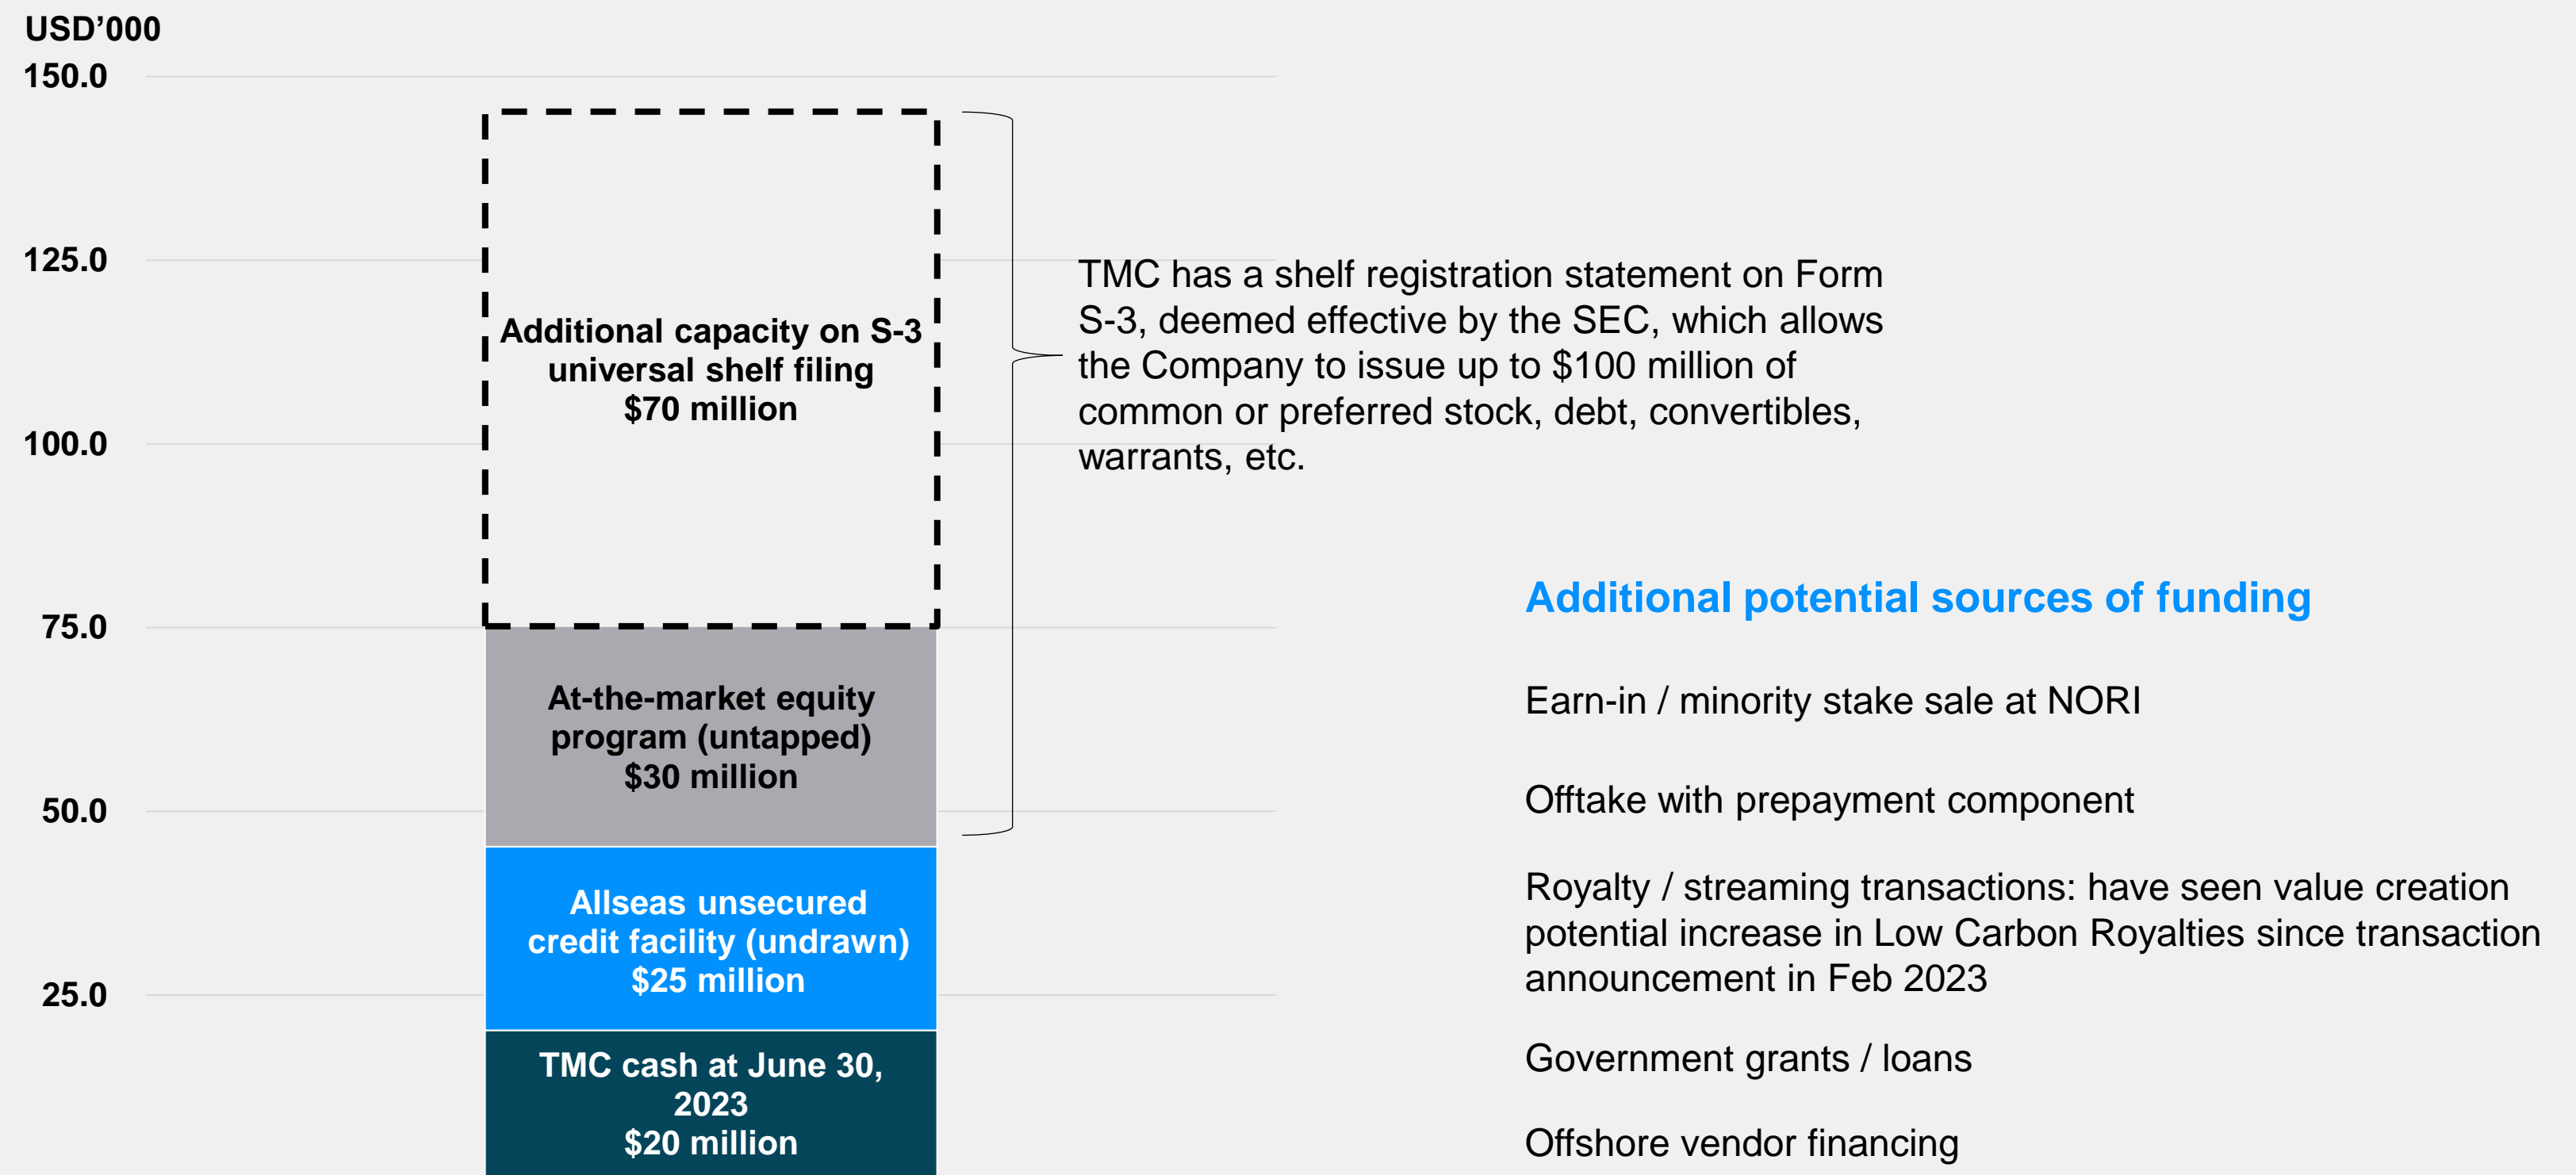 USD’000
150.0
125.0
100.0
75.0
50.0
25.0
Additional capacity on S-3
universal shelf filing
$70 million
At-the-market equity
program (untapped)
$30 million
Allseas unsecured
credit facility (undrawn)
$25 million
TMC cash at June 30,
2023
$20 million
TMC has a shelf registration statement on Form
S-3, deemed effective by the SEC, which allows
the Company to issue up to $100 million of
common or preferred stock, debt, convertibles,
warrants, etc.
Additional potential sources of funding
Earn-in / minority stake sale at NORI
Offtake with prepayment component
Royalty / streaming transactions: have seen value creation
potential increase in Low Carbon Royalties since transaction
announcement in Feb 2023
Government grants / loans
Offshore vendor financing